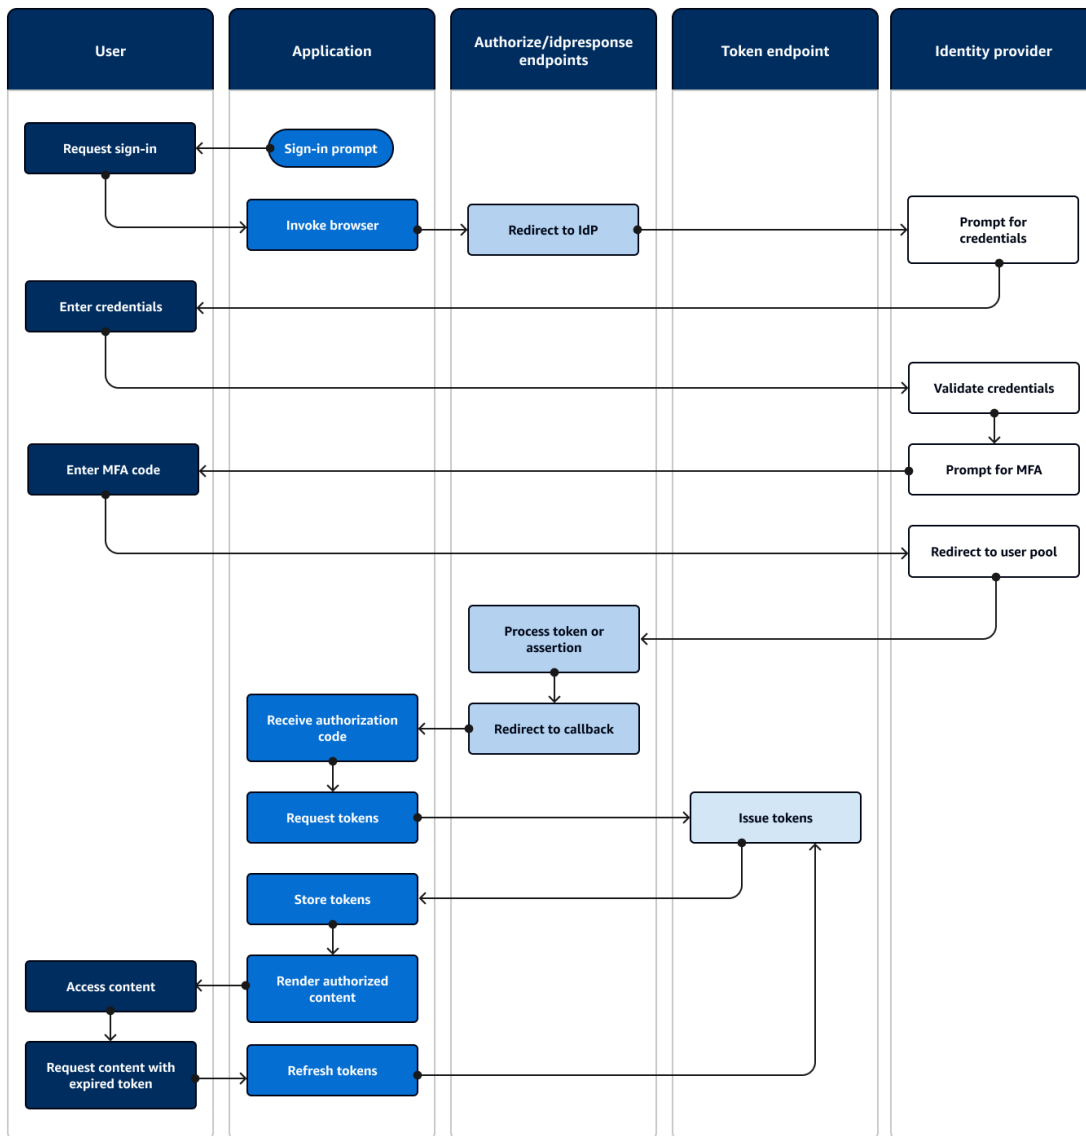 User
Application
Authorize/idpresponse
endpoints
Token endpoint
Identity provider
Request sign-in
Sign-in prompt
Invoke browser
Redirect to IdP
Prompt for
credentials
Enter credentials
Validate credentials
Enter MFA code
Prompt for MFA
Redirect to user pool
Process token or
assertion
Receive authorization
code
Redirect to callback
Request tokens
Issue tokens
Store tokens
Access content
Render authorized
content
Request content with
expired token
Refresh tokens